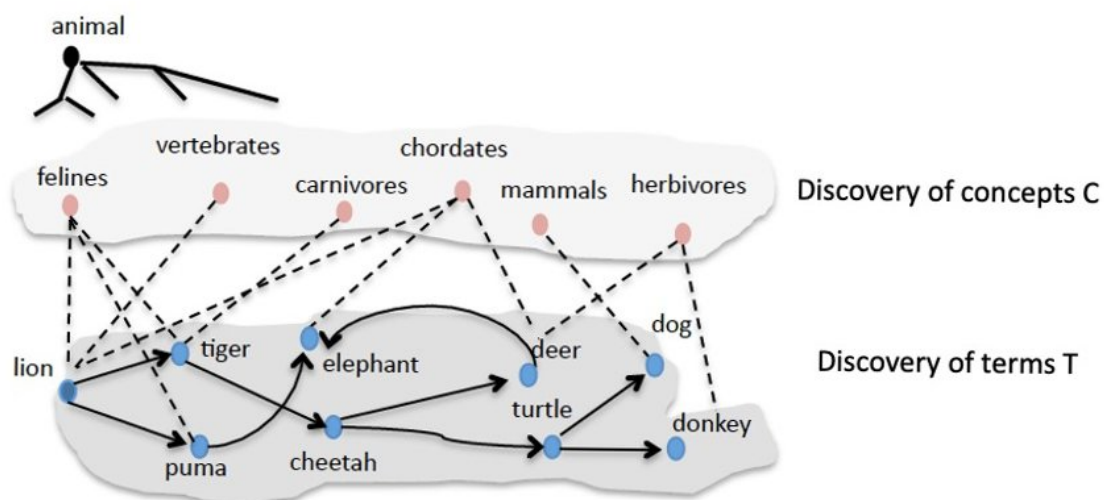 animal
vertebrates
chordates
felines
carnivores
mammals
herbivores
Discovery of concepts C
dog
lion
tiger
elephant
deer
Discovery of terms T
turtle
donkey
puma
cheetah